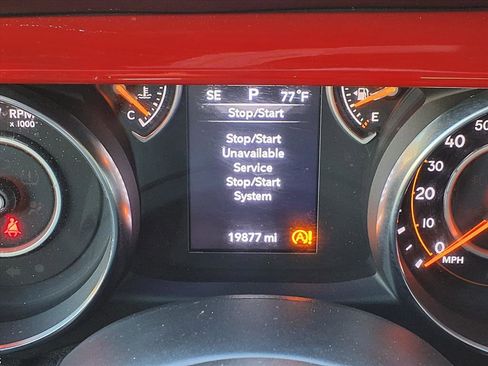 SE P 77°F
Stop/Start
Stop/Start
Unavailable
Service
Stop/Start
System
19877 mi A!
RPM
x 1000
C
E
50
40
30
20
10
0
MPH